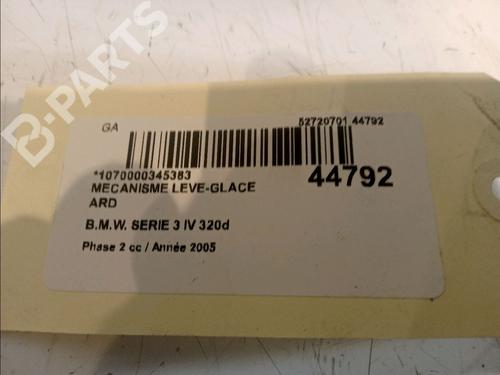 B-PARTS
GA
52720701 44792
*1070000345383
44792
MECANISME LEVE-GLACE
ARD
B.M.W. SERIE 3 IV 320d
Phase 2 cc / Année 2005